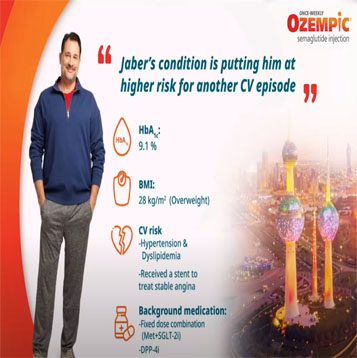 ONCE-WEEKLY
OZEMPIC®
semaglutide injection
“ Jaber's condition is putting him at
higher risk for another CV episode ”
HbA₁c:
9.1 %
BMI:
28 kg/m² (Overweight)
CV risk
-Hypertension &
Dyslipidemia
-Received a stent to
treat stable angina
Background medication:
-Fixed dose combination
(Met+SGLT-2i)
-DPP-4i